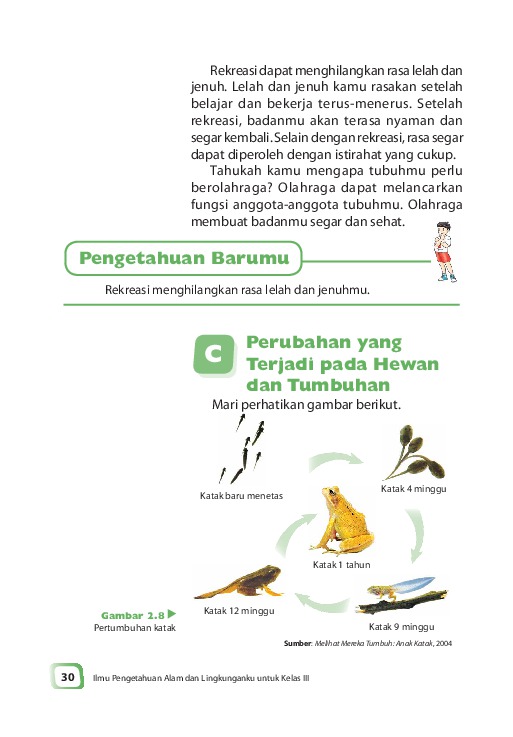 Rekreasi dapat menghilangkan rasa lelah dan
jenuh. Lelah dan jenuh kamu rasakan setelah
belajar dan bekerja terus-menerus. Setelah
rekreasi, badanmu akan terasa nyaman dan
segar kembali. Selain dengan rekreasi, rasa segar
dapat diperoleh dengan istirahat yang cukup.
Tahukah kamu mengapa tubuhmu perlu
berolahraga? Olahraga dapat melancarkan
fungsi anggota-anggota tubuhmu. Olahraga
membuat badanmu segar dan sehat.
Pengetahuan Barumu
Rekreasi menghilangkan rasa lelah dan jenuhmu.
C
Perubahan yang
Terjadi pada Hewan
dan Tumbuhan
Mari perhatikan gambar berikut.
Katak baru menetas
Katak 4 minggu
Katak 1 tahun
Katak 12 minggu
Katak 9 minggu
Gambar 2.8
Pertumbuhan katak
Sumber: Melihat Mereka Tumbuh: Anak Katak, 2004
30
Ilmu Pengetahuan Alam dan Lingkunganku untuk Kelas III